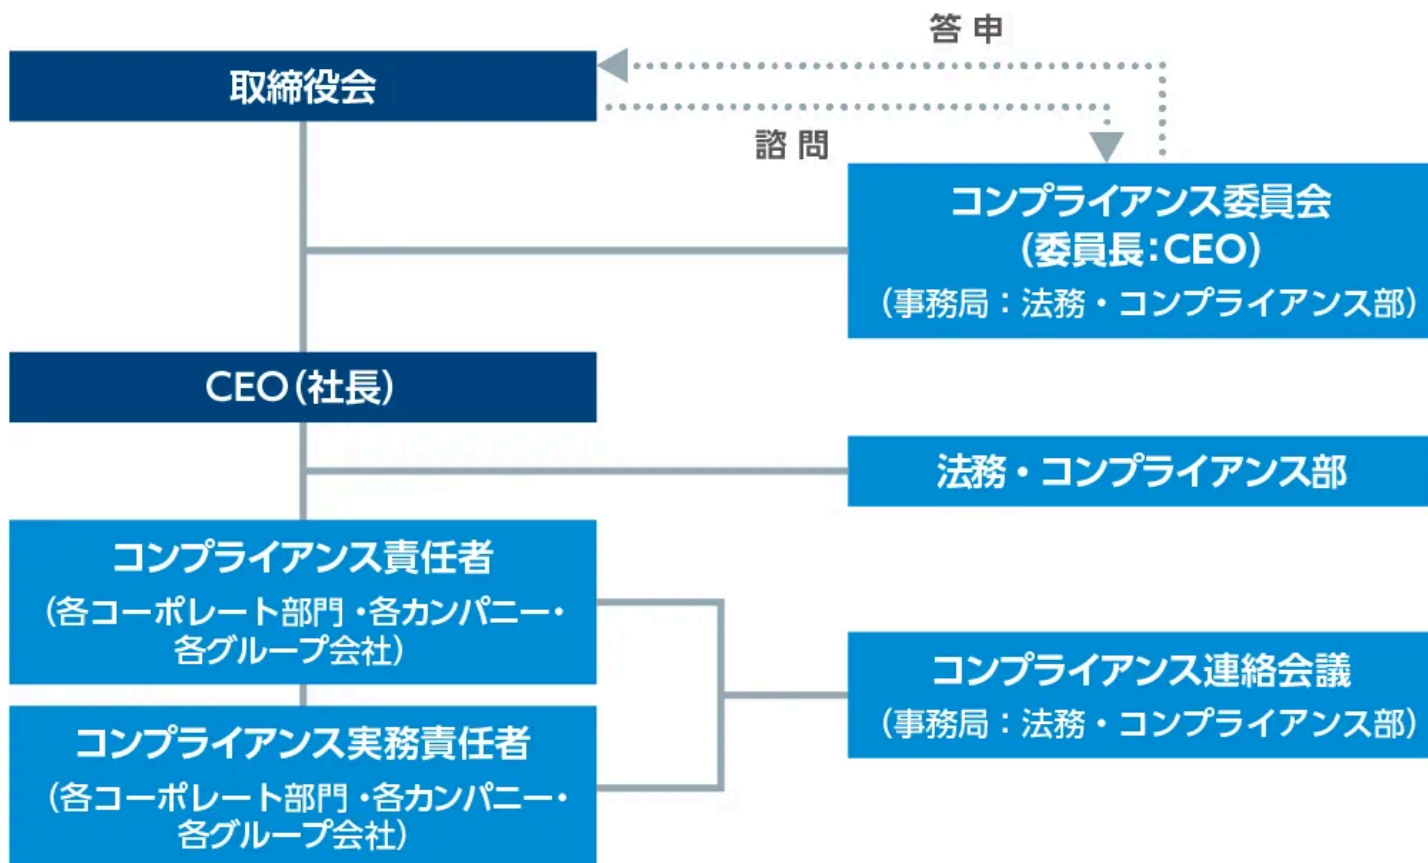 答申
取締役会
諮問
コンプライアンス委員会
(委員長:CEO)
(事務局:法務・コンプライアンス部)
CEO(社長)
法務・コンプライアンス部
コンプライアンス責任者
(各コーポレート部門・各カンパニー・
各グループ会社)
コンプライアンス連絡会議
(事務局:法務・コンプライアンス部)
コンプライアンス実務責任者
(各コーポレート部門・各カンパニー・
各グループ会社)